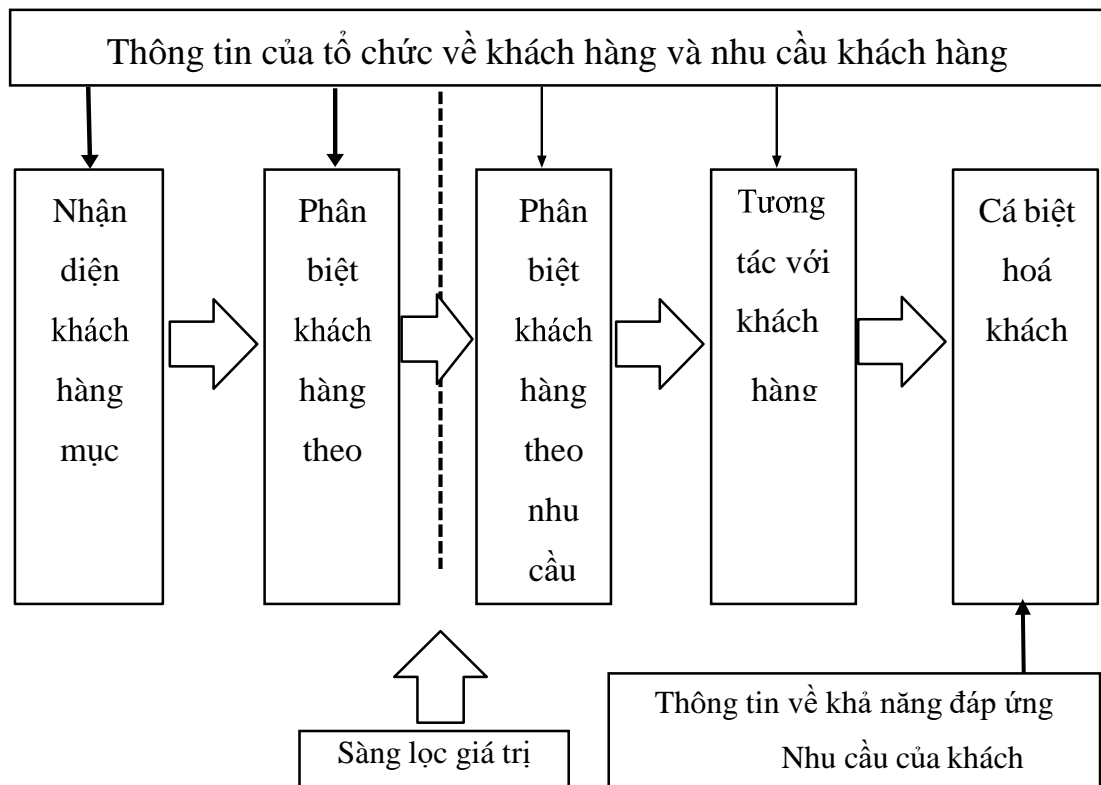 Thông tin của tổ chức về khách hàng và nhu cầu khách hàng
Nhận
diện
khách
hàng
mục
Phân
biệt
khách
hàng
theo
Phân
biệt
khách
hàng
theo
nhu
cầu
Tương
tác với
khách
hàng
Cá biệt
hoá
khách
Sàng lọc giá trị
Thông tin về khả năng đáp ứng
Nhu cầu của khách